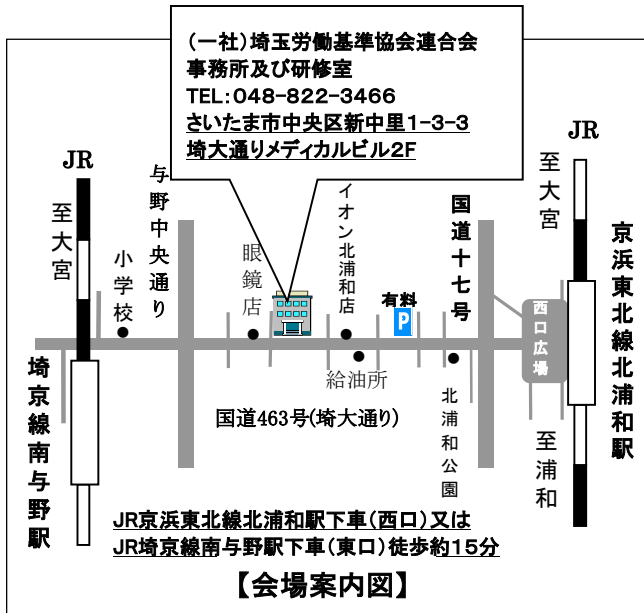 (一社)埼玉労働基準協会連合会
事務所及び研修室
TEL:048-822-3466
さいたま市中央区新中里1-3-3
埼大通りメディカルビル2F
JR
至大宮
小学校
与野中央通り
眼鏡店
イオン北浦和店
有料
P
国道十七号
JR
至大宮
京浜東北線北浦和駅
西口広場
埼京線南与野駅
給油所
北浦和公園
至浦和
国道463号(埼大通り)
JR京浜東北線北浦和駅下車(西口)又は
JR埼京線南与野駅下車(東口)徒歩約15分
【会場案内図】